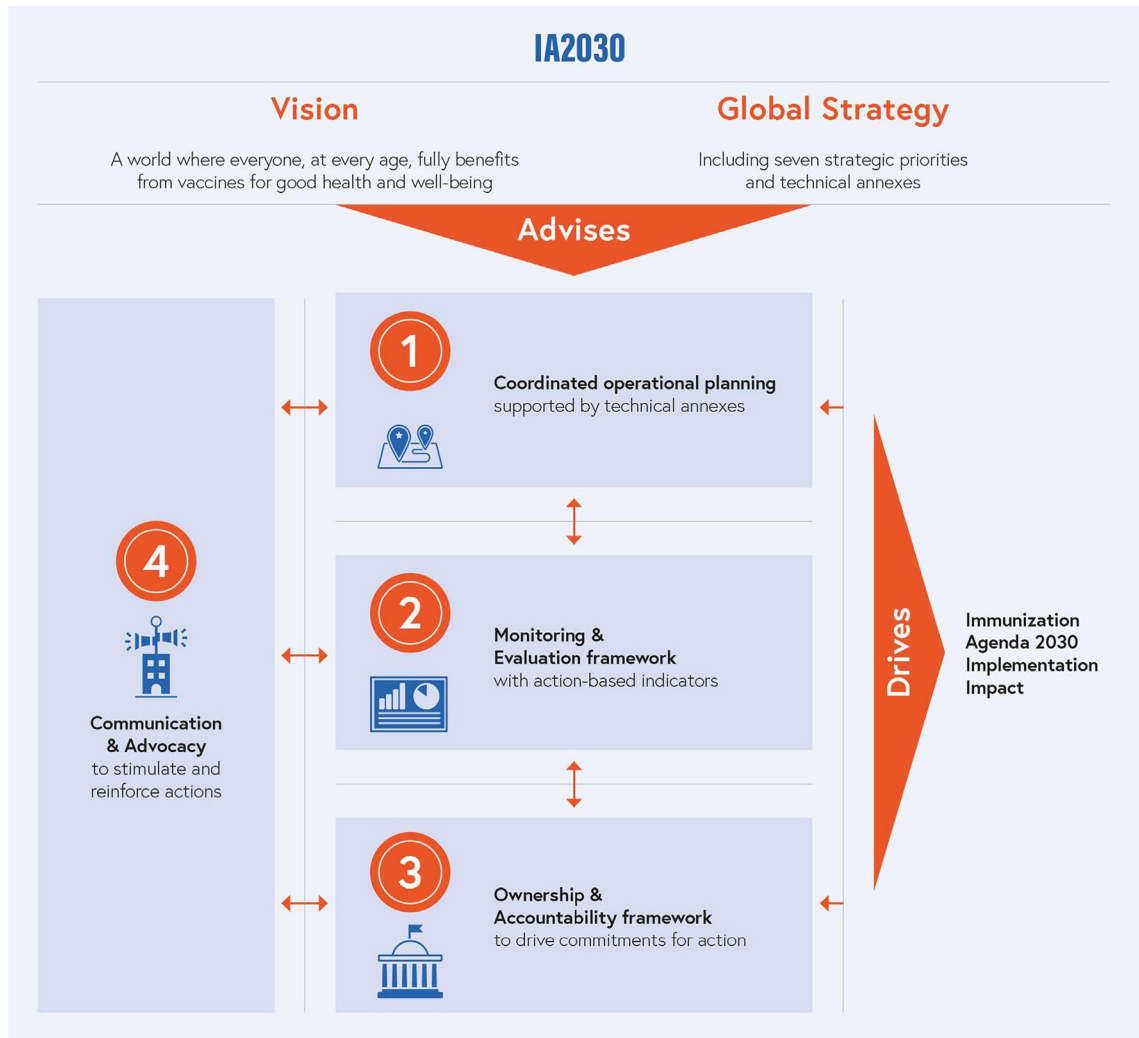 IA2030
Vision
A world where everyone, at every age, fully benefits
from vaccines for good health and well-being
Global Strategy
Including seven strategic priorities
and technical annexes
Advises
1
Coordinated operational planning
supported by technical annexes
2
Monitoring &
Evaluation framework
with action-based indicators
3
Ownership &
Accountability framework
to drive commitments for action
4
Communication
& Advocacy
to stimulate and
reinforce actions
Drives
Immunization
Agenda 2030
Implementation
Impact